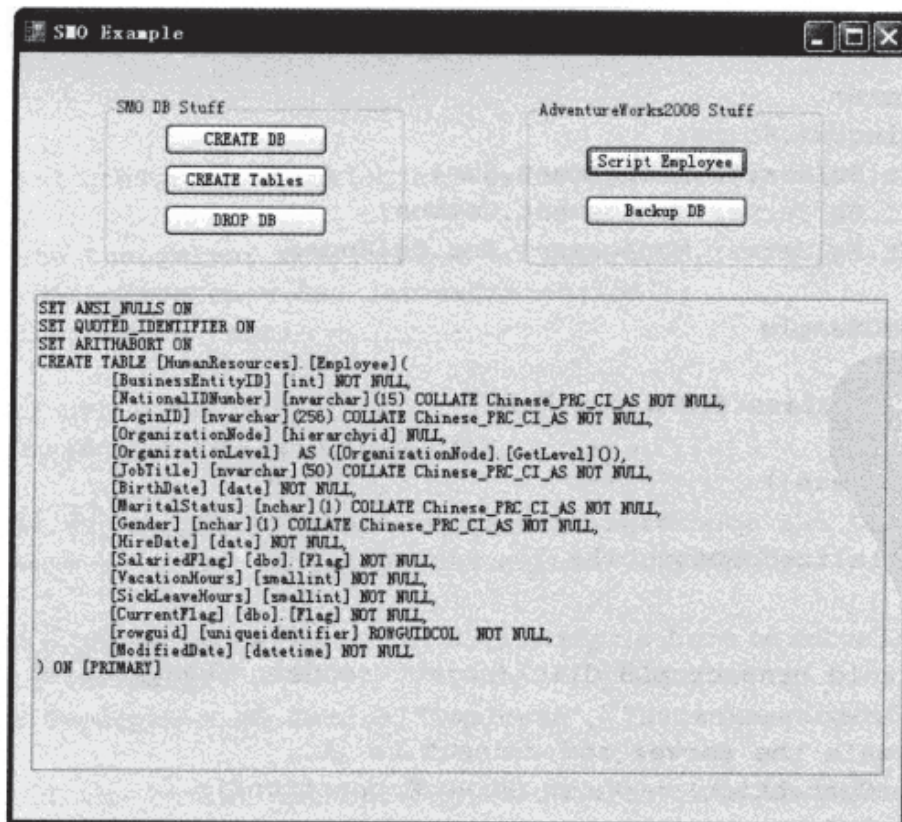 SMO Example
SMO DB Stuff
CREATE DB
CREATE Tables
DROP DB
AdventureWorks2008 Stuff
Script Employee
Backup DB
SET ANSI_NULLS ON
SET QUOTED_IDENTIFIER ON
SET ARITHABORT ON
CREATE TABLE [HumanResources].[Employee](
[BusinessEntityID] [int] NOT NULL,
[NationalIDNumber] [nvarchar](15) COLLATE Chinese_PRC_CI_AS NOT NULL,
[LoginID] [nvarchar](256) COLLATE Chinese_PRC_CI_AS NOT NULL,
[OrganizationNode] [hierarchyid] NULL,
[OrganizationLevel]  AS ([OrganizationNode].[GetLevel]()),
[JobTitle] [nvarchar](50) COLLATE Chinese_PRC_CI_AS NOT NULL,
[BirthDate] [date] NOT NULL,
[MaritalStatus] [nchar](1) COLLATE Chinese_PRC_CI_AS NOT NULL,
[Gender] [nchar](1) COLLATE Chinese_PRC_CI_AS NOT NULL,
[HireDate] [date] NOT NULL,
[SalariedFlag] [dbo].[Flag] NOT NULL,
[VacationHours] [smallint] NOT NULL,
[SickLeaveHours] [smallint] NOT NULL,
[CurrentFlag] [dbo].[Flag] NOT NULL,
[rowguid] [uniqueidentifier] ROWGUIDCOL  NOT NULL,
[ModifiedDate] [datetime] NOT NULL
) ON [PRIMARY]